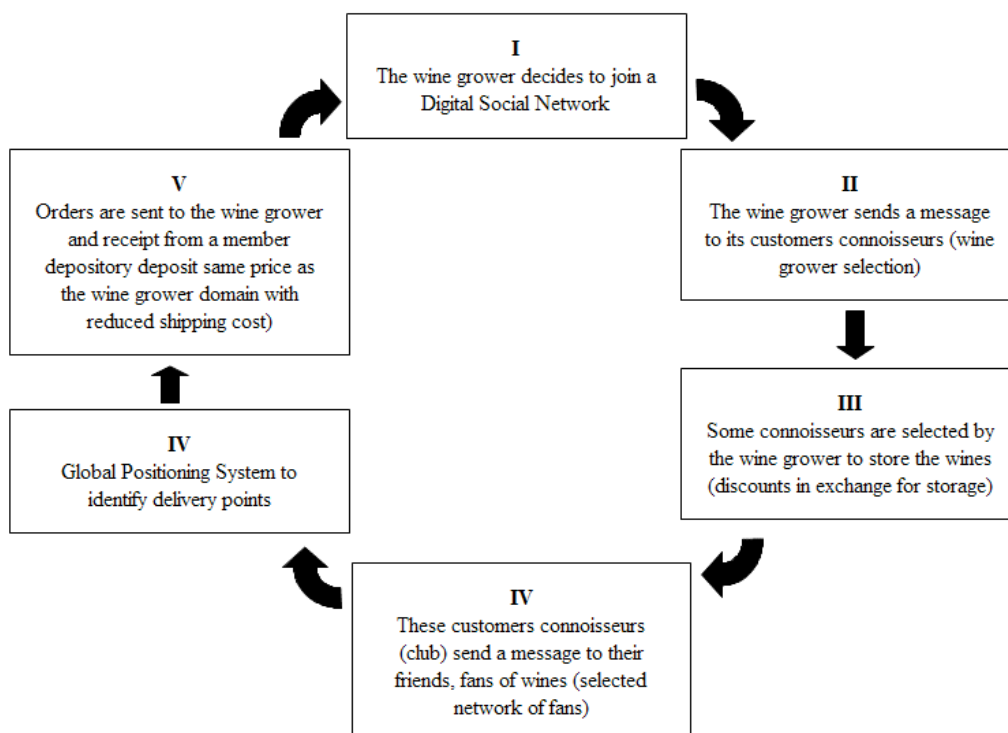 I
The wine grower decides to join a
Digital Social Network
II
The wine grower sends a message
to its customers connoisseurs (wine
grower selection)
III
Some connoisseurs are selected by
the wine grower to store the wines
(discounts in exchange for storage)
IV
These customers connoisseurs
(club) send a message to their
friends, fans of wines (selected
network of fans)
IV
Global Positioning System to
identify delivery points
V
Orders are sent to the wine grower
and receipt from a member
depository deposit same price as
the wine grower domain with
reduced shipping cost)